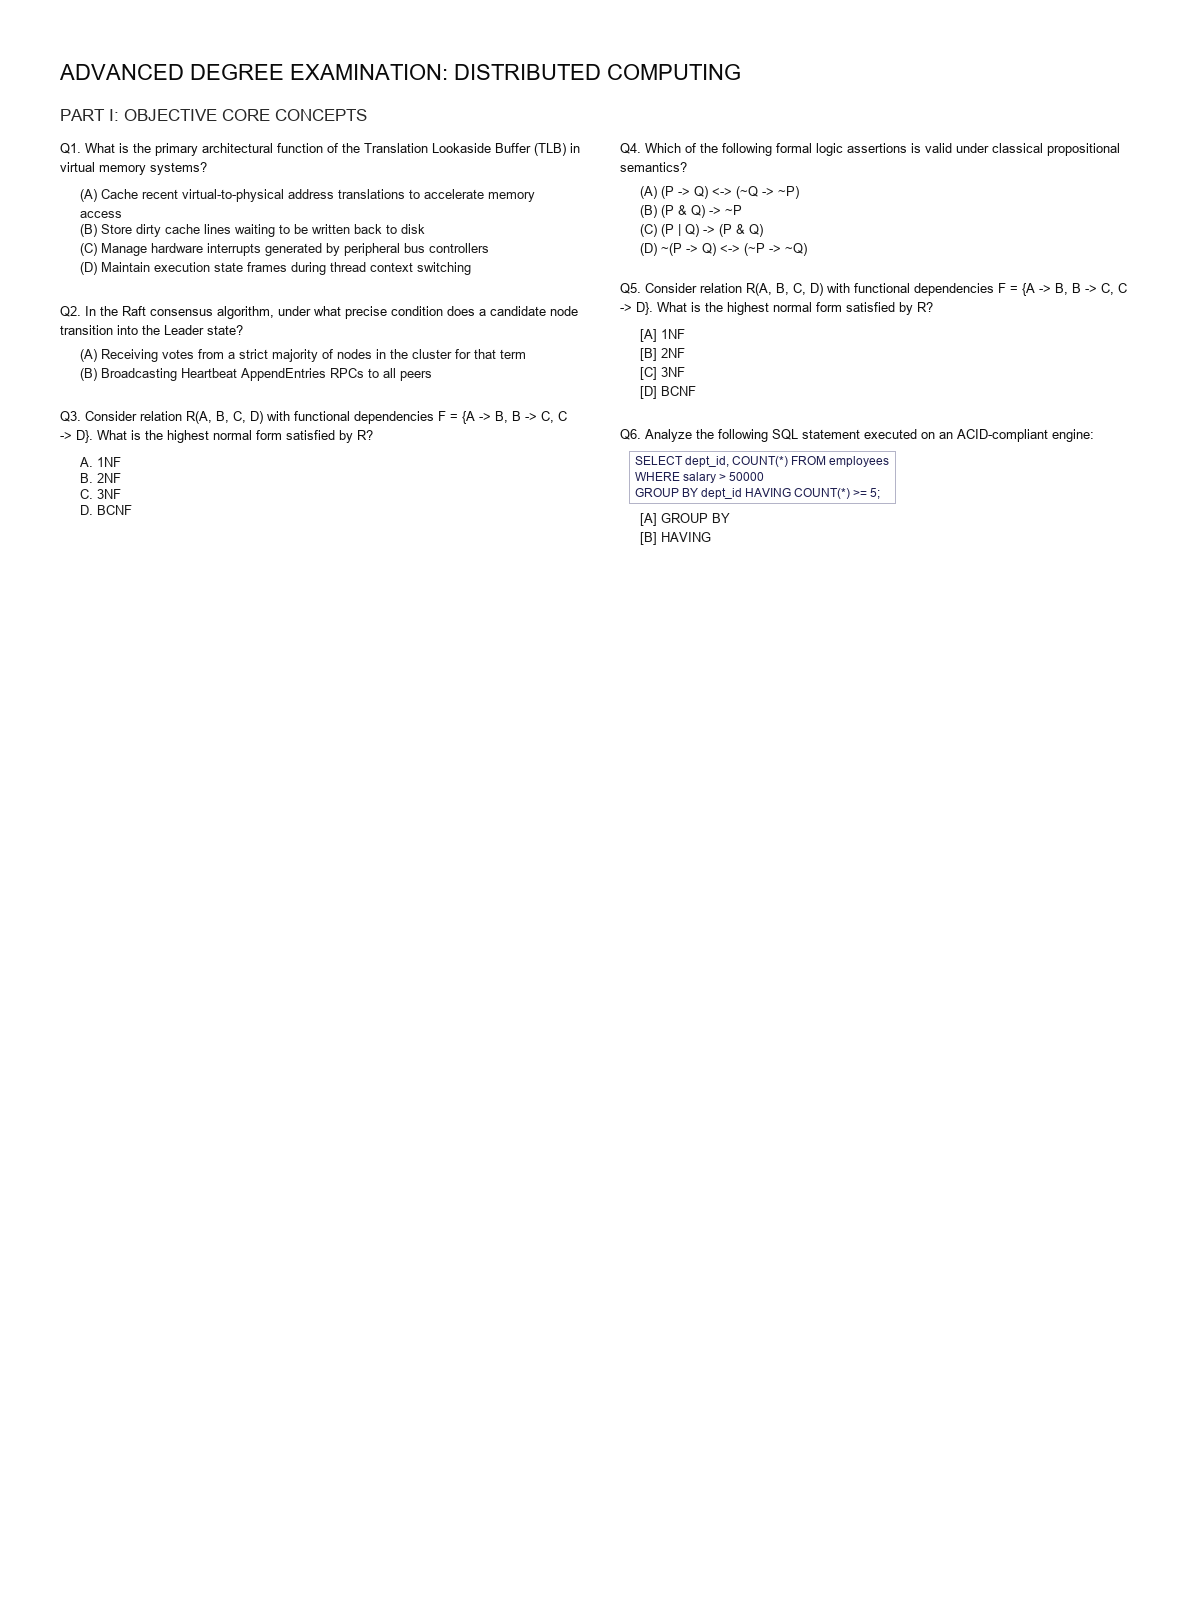 ADVANCED DEGREE EXAMINATION: DISTRIBUTED COMPUTING
PART I: OBJECTIVE CORE CONCEPTS
Q1. What is the primary architectural function of the Translation Lookaside Buffer (TLB) in
virtual memory systems?
(A) Cache recent virtual-to-physical address translations to accelerate memory
access
(B) Store dirty cache lines waiting to be written back to disk
(C) Manage hardware interrupts generated by peripheral bus controllers
(D) Maintain execution state frames during thread context switching
Q2. In the Raft consensus algorithm, under what precise condition does a candidate node
transition into the Leader state?
(A) Receiving votes from a strict majority of nodes in the cluster for that term
(B) Broadcasting Heartbeat AppendEntries RPCs to all peers
Q3. Consider relation R(A, B, C, D) with functional dependencies F = {A -> B, B -> C, C
-> D}. What is the highest normal form satisfied by R?
A. 1NF
B. 2NF
C. 3NF
D. BCNF
Q4. Which of the following formal logic assertions is valid under classical propositional
semantics?
(A) (P -> Q) <-> (~Q -> ~P)
(B) (P & Q) -> ~P
(C) (P | Q) -> (P & Q)
(D) ~(P -> Q) <-> (~P -> ~Q)
Q5. Consider relation R(A, B, C, D) with functional dependencies F = {A -> B, B -> C, C
-> D}. What is the highest normal form satisfied by R?
[A] 1NF
[B] 2NF
[C] 3NF
[D] BCNF
Q6. Analyze the following SQL statement executed on an ACID-compliant engine:
SELECT dept_id, COUNT(*) FROM employees
WHERE salary > 50000
GROUP BY dept_id HAVING COUNT(*) >= 5;
[A] GROUP BY
[B] HAVING